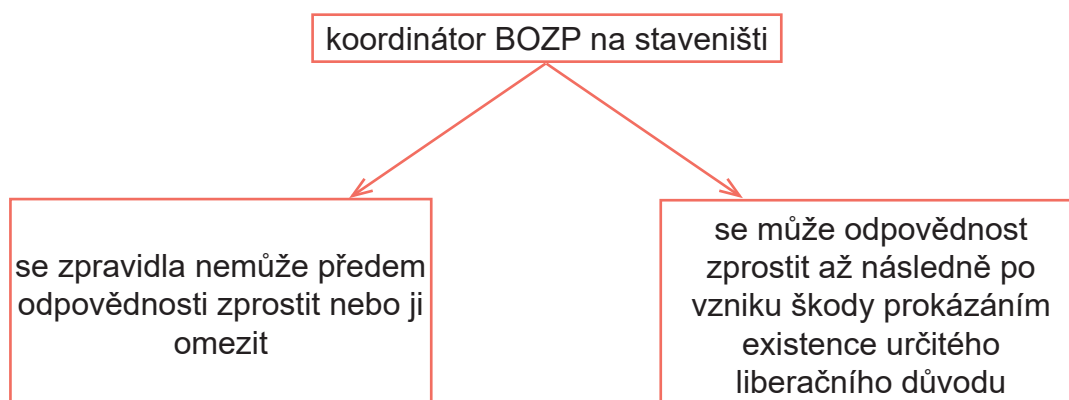 koordinátor BOZP na staveništi
se zpravidla nemůže předem
odpovědnosti zprostit nebo ji
omezit
se může odpovědnost
zprostit až následně po
vzniku škody prokázáním
existence určitého
liberačního důvodu